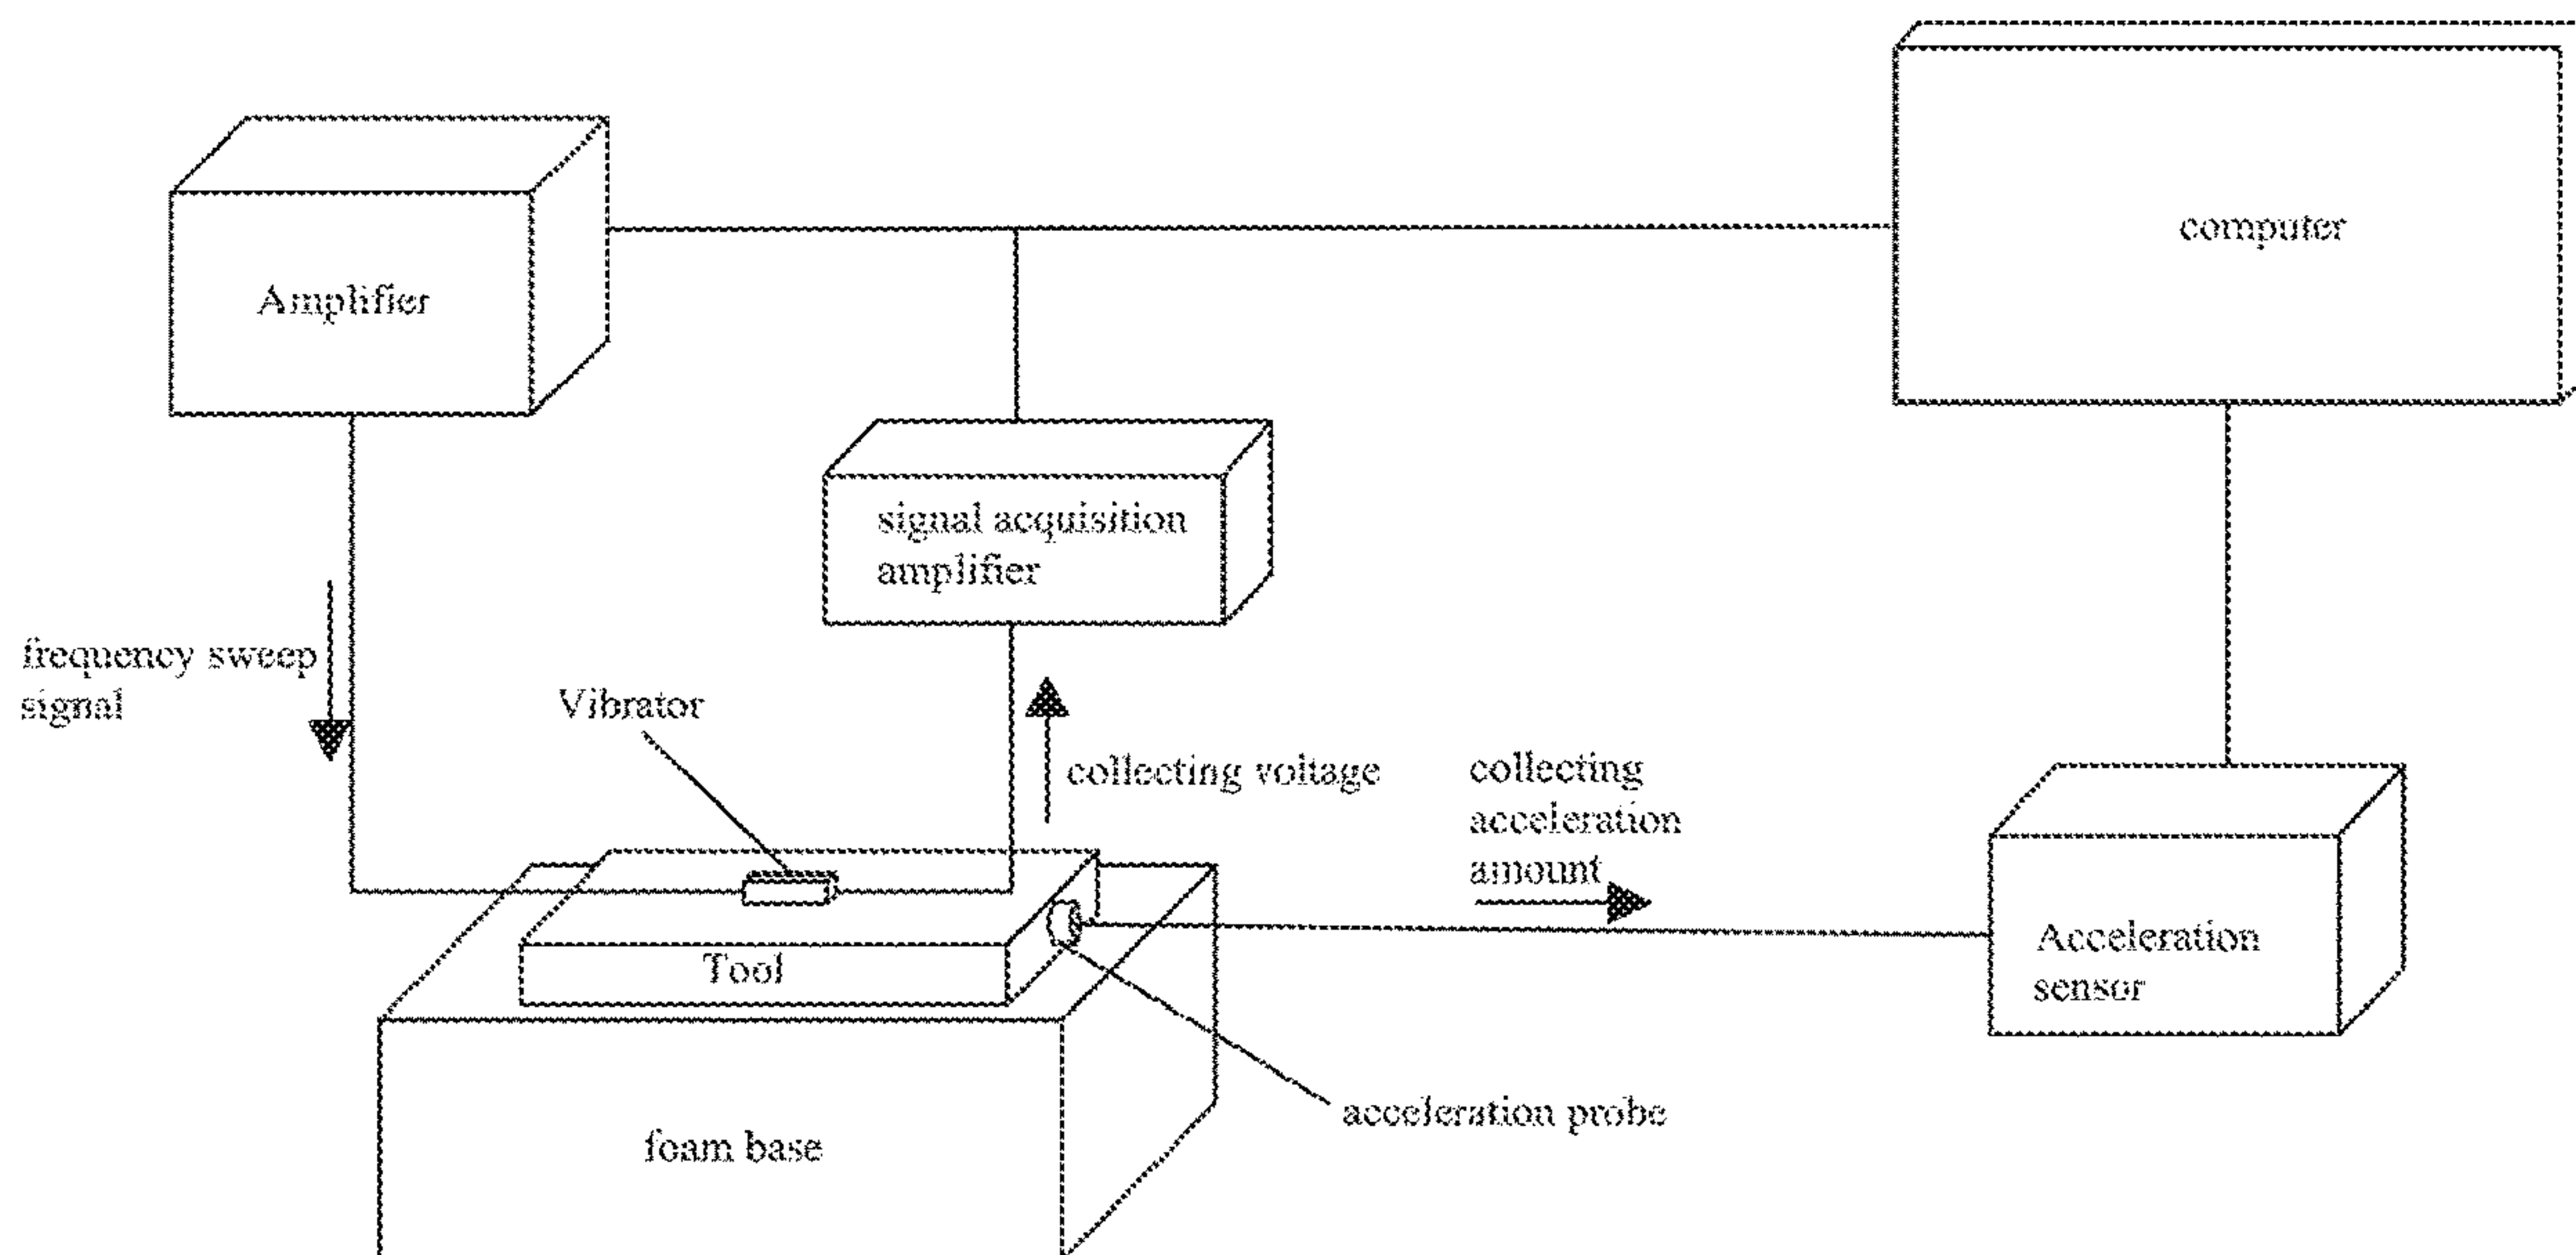 computer
Amplifier
signal acquisition
amplifier
frequency sweep
signal
Vibrator
collecting voltage
collecting
acceleration
amount
Tool
Acceleration
sensor
acceleration probe
foam base